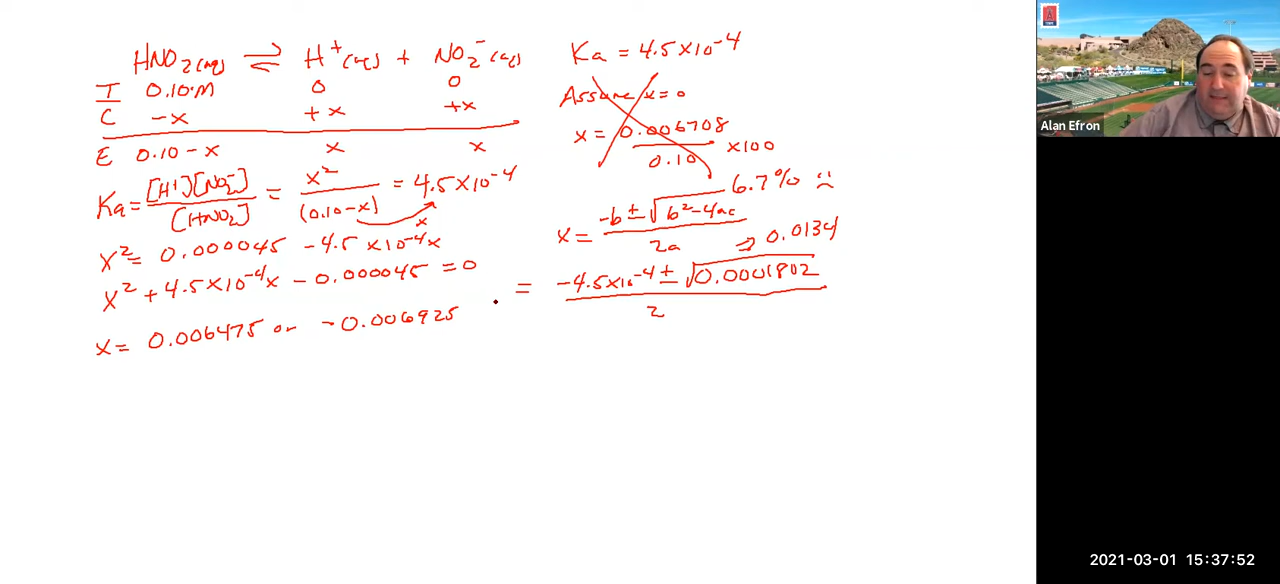 HNO₂(aq) ⇌ H⁺(aq) + NO₂⁻(aq)
I 0.10 M 0 0
C -x +x +x
E 0.10-x x x
Ka = [H⁺][NO₂⁻] / [HNO₂] = x² / (0.10-x) = 4.5×10⁻⁴
x
x² = 0.000045 - 4.5×10⁻⁴x
x² + 4.5×10⁻⁴x - 0.000045 = 0
x = 0.006475 or -0.006925
Ka = 4.5×10⁻⁴
Assume x=0
x = 0.006708 / 0.10 ×100
6.7% ☹
x = -b ± √b²-4ac / 2a
⇒ 0.0134
= -4.5×10⁻⁴ ± √0.0001802 / 2
Alan Efron
2021-03-01 15:37:52